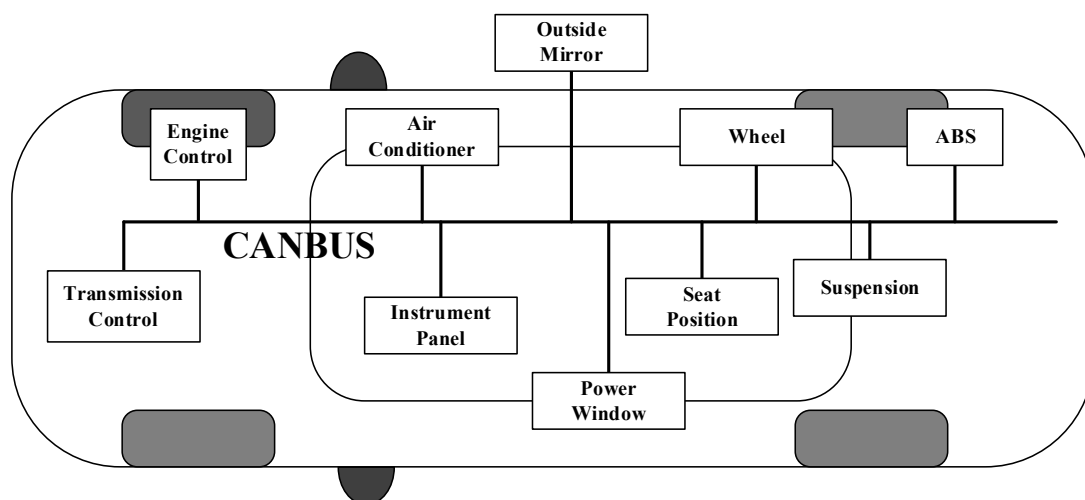 Outside
Mirror
Engine
Control
Air
Conditioner
Wheel
ABS
CANBUS
Transmission
Control
Instrument
Panel
Seat
Position
Suspension
Power
Window